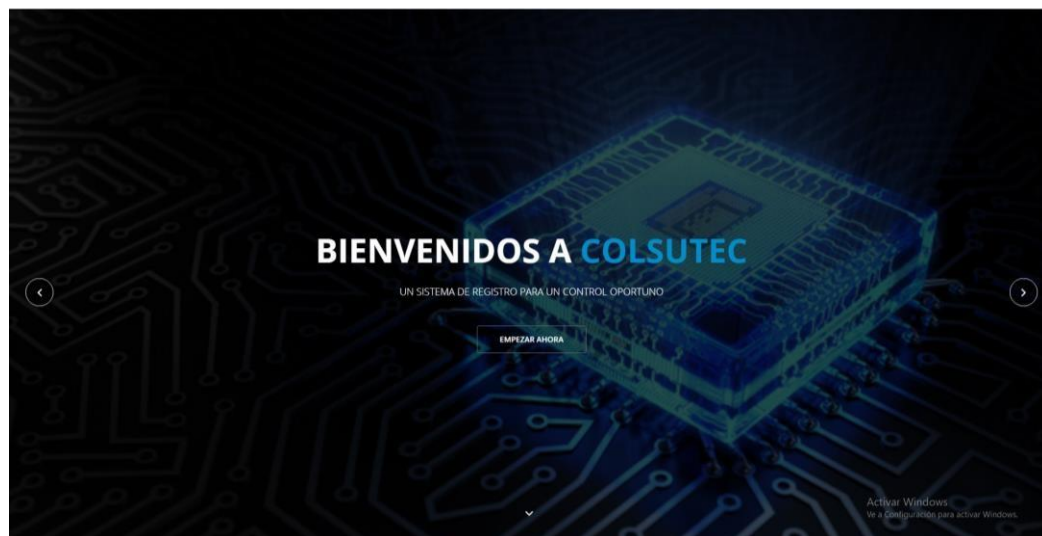 BIENVENIDOS A COLSUTEC
UN SISTEMA DE REGISTRO PARA UN CONTROL OPORTUNO
EMPEZAR AHORA
Activar Windows
Ve a Configuración para activar Windows.